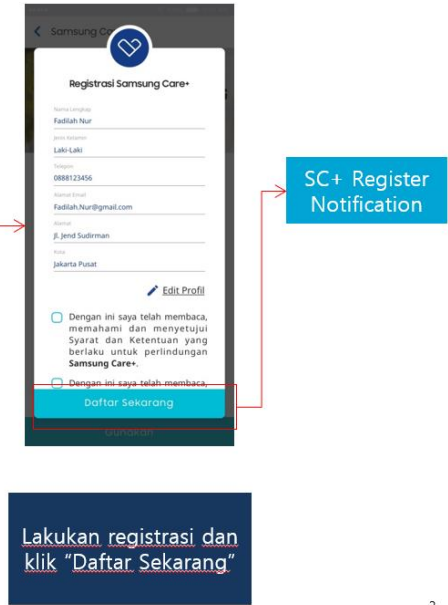 Samsung Ca
Registrasi Samsung Care+
Nama Lengkap
Fadilah Nur
Jenis Kelamin
Laki-Laki
Telepon
0888123456
Alamat Email
Fadilah.Nur@gmail.com
Alamat
Jl. Jend Sudirman
Kota
Jakarta Pusat
Edit Profil
Dengan ini saya telah membaca,
memahami dan menyetujui
Syarat dan Ketentuan yang
berlaku untuk perlindungan
Samsung Care+.
Dengan ini saya telah membaca,
Daftar Sekarang
Gunakan
SC+ Register
Notification
Lakukan registrasi dan
klik "Daftar Sekarang"